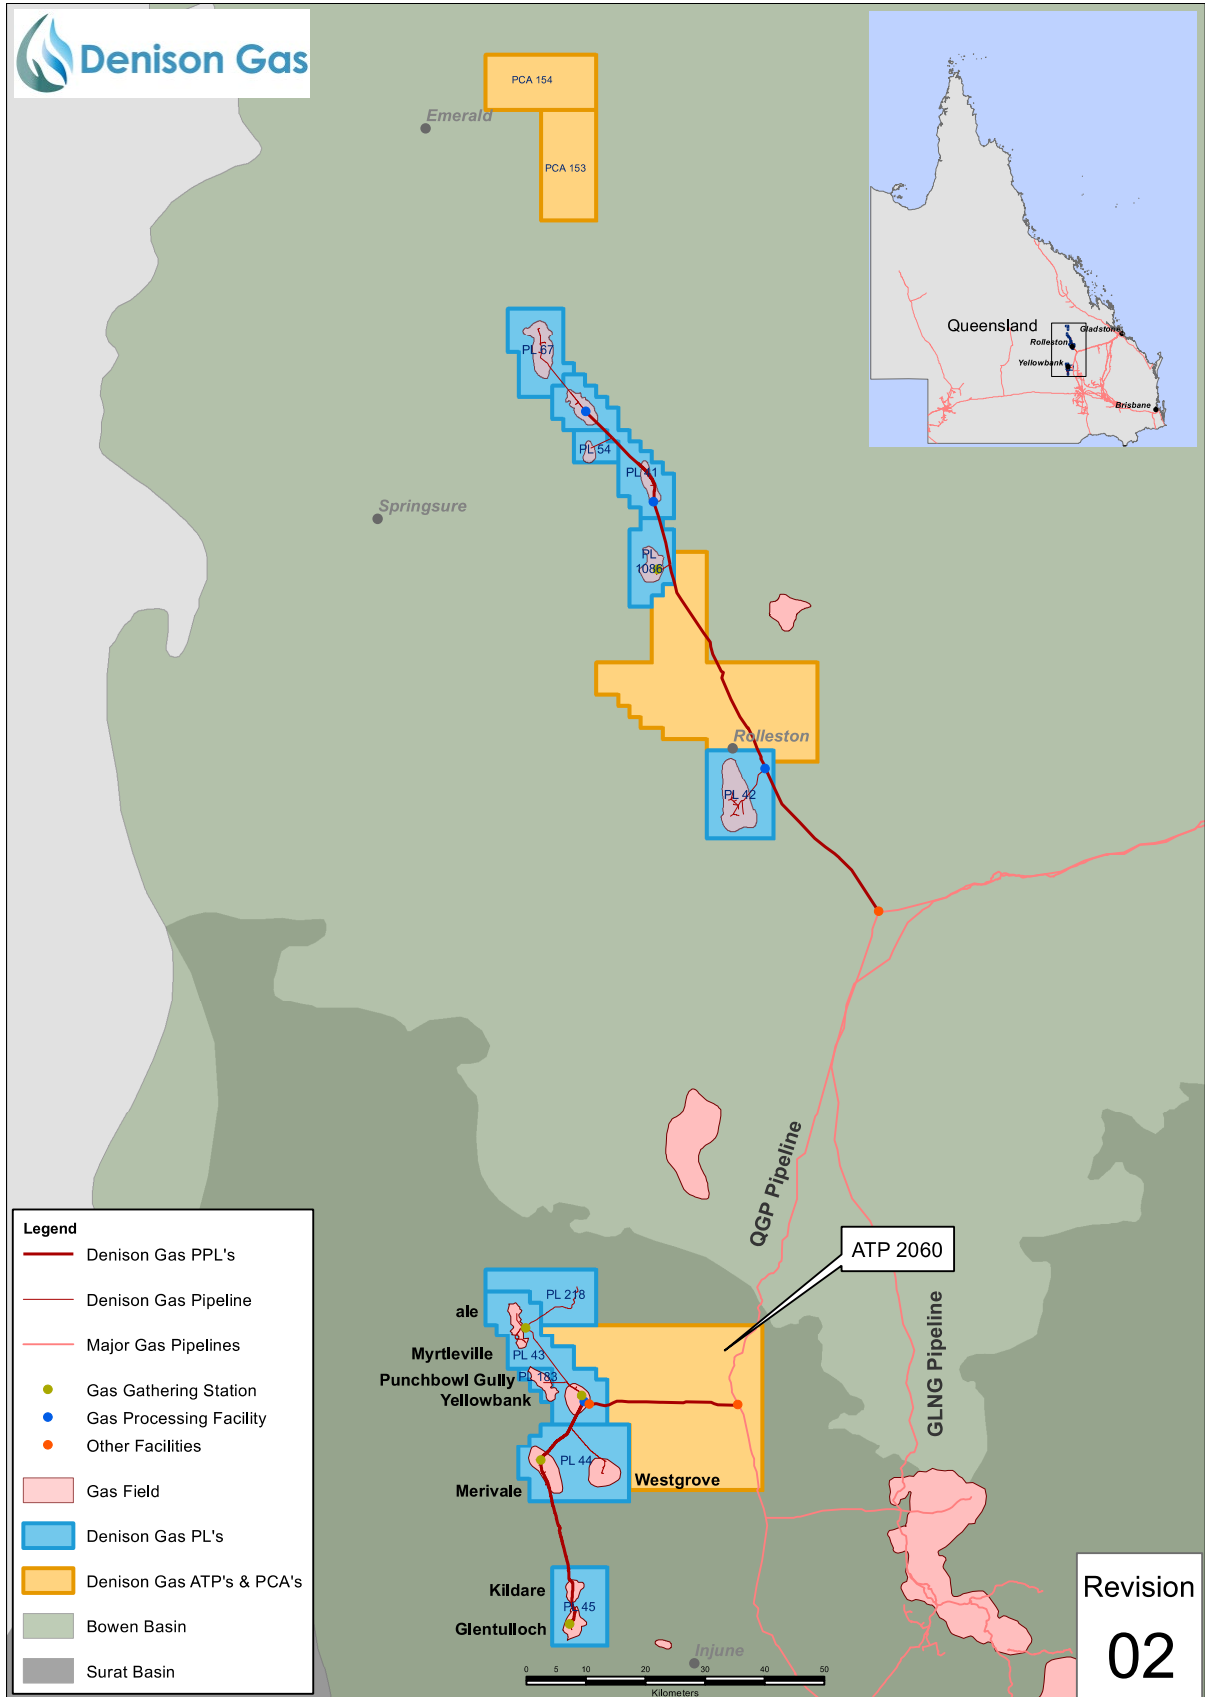 Denison Gas
PCA 154
Emerald
PCA 153
Queensland
Gladstone
Rolleston
Yellowbank
Brisbane
PL 67
PL 54
PL 41
Springsure
PL
1086
Rolleston
PL 42
QGP Pipeline
ATP 2060
GLNG Pipeline
PL 218
ale
PL 43
Myrtleville
PL 183
Punchbowl Gully
Yellowbank
PL 44
Westgrove
Merivale
Kildare
PL 45
Glentulloch
Injune
0 5 10 20 30 40 50
Kilometers
Legend
Denison Gas PPL's
Denison Gas Pipeline
Major Gas Pipelines
Gas Gathering Station
Gas Processing Facility
Other Facilities
Gas Field
Denison Gas PL's
Denison Gas ATP's & PCA's
Bowen Basin
Surat Basin
Revision
02